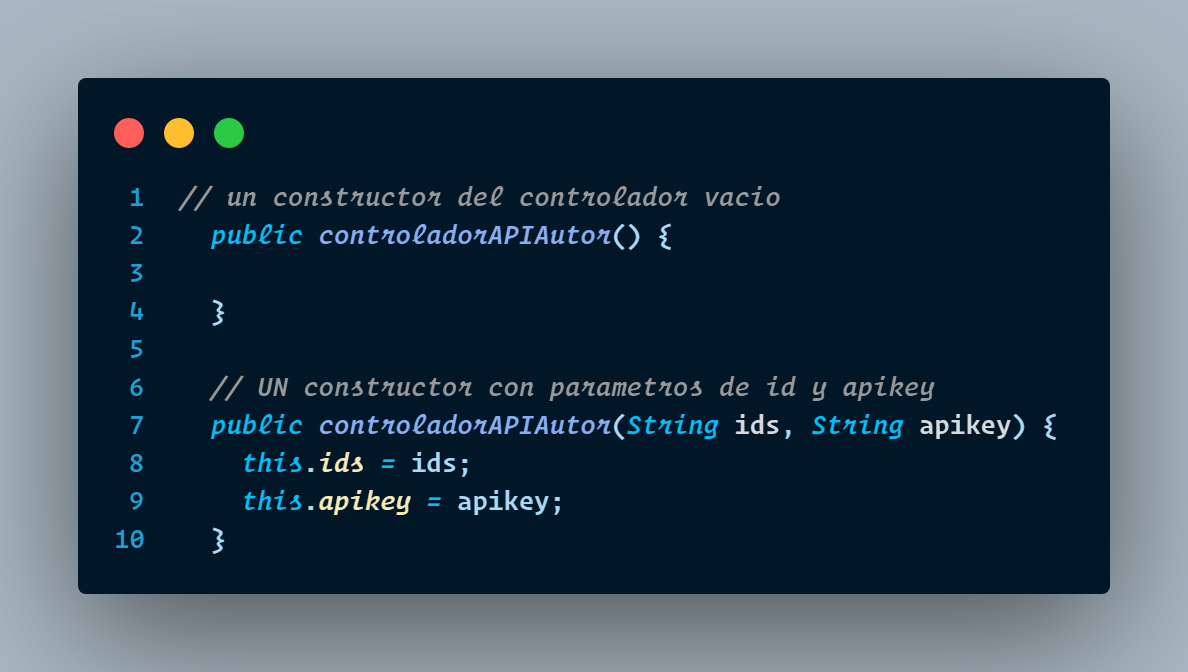 1 // un constructor del controlador vacio
2 public controladorAPIAutor() {
3
4 }
5
6 // UN constructor con parametros de id y apikey
7 public controladorAPIAutor(String ids, String apikey) {
8 this.ids = ids;
9 this.apikey = apikey;
10 }